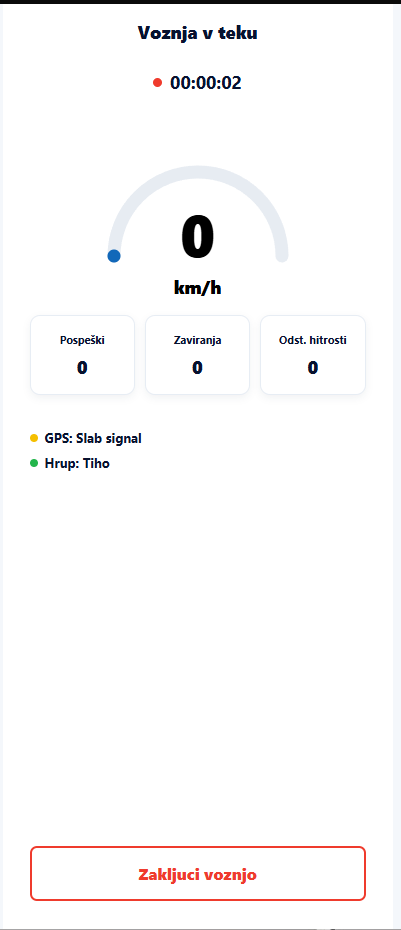 Voznja v teku
00:00:02
0
km/h
Pospeški
0
Zaviranja
0
Odst. hitrosti
0
GPS: Slab signal
Hrup: Tiho
Zakljuci voznjo